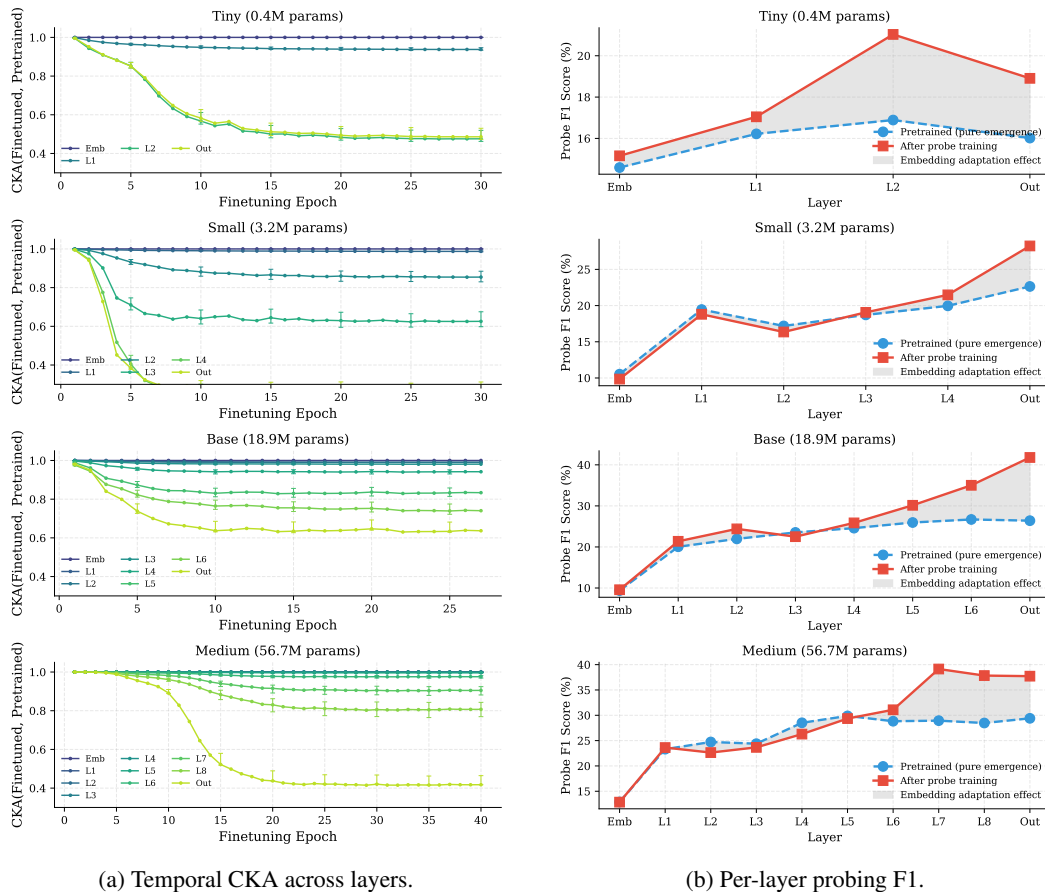 Tiny (0.4M params)
CKA(Finetuned, Pretrained)
1.0
0.8
0.6
0.4
Emb L2 Out
L1
0 5 10 15 20 25 30
Finetuning Epoch
Small (3.2M params)
CKA(Finetuned, Pretrained)
1.0
0.8
0.6
0.4
Emb L2 L4
L1 L3 Out
0 5 10 15 20 25 30
Finetuning Epoch
Base (18.9M params)
CKA(Finetuned, Pretrained)
1.0
0.8
0.6
0.4
Emb L3 L6
L1 L4 Out
L2 L5
0 5 10 15 20 25
Finetuning Epoch
Medium (56.7M params)
CKA(Finetuned, Pretrained)
1.0
0.8
0.6
0.4
Emb L4 L7
L1 L5 L8
L2 L6 Out
L3
0 5 10 15 20 25 30 35 40
Finetuning Epoch
(a) Temporal CKA across layers.
Tiny (0.4M params)
Probe F1 Score (%)
20
18
16
14
Pretrained (pure emergence)
After probe training
Embedding adaptation effect
Emb L1 L2 Out
Layer
Small (3.2M params)
Probe F1 Score (%)
25
20
15
10
Pretrained (pure emergence)
After probe training
Embedding adaptation effect
Emb L1 L2 L3 L4 Out
Layer
Base (18.9M params)
Probe F1 Score (%)
40
30
20
10
Pretrained (pure emergence)
After probe training
Embedding adaptation effect
Emb L1 L2 L3 L4 L5 L6 Out
Layer
Medium (56.7M params)
Probe F1 Score (%)
40
35
30
25
20
15
Pretrained (pure emergence)
After probe training
Embedding adaptation effect
Emb L1 L2 L3 L4 L5 L6 L7 L8 Out
Layer
(b) Per-layer probing F1.